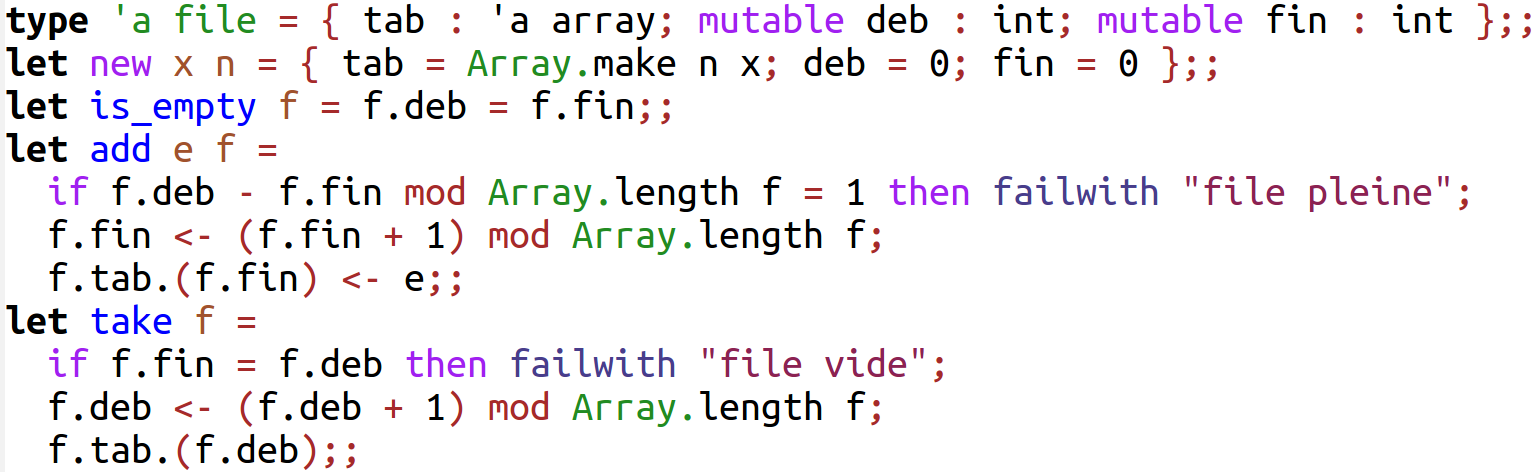 type 'a file = { tab : 'a array; mutable deb : int; mutable fin : int };;
let new x n = { tab = Array.make n x; deb = 0; fin = 0 };;
let is_empty f = f.deb = f.fin;;
let add e f =
  if f.deb - f.fin mod Array.length f = 1 then failwith "file pleine";
  f.fin <- (f.fin + 1) mod Array.length f;
  f.tab.(f.fin) <- e;;
let take f =
  if f.fin = f.deb then failwith "file vide";
  f.deb <- (f.deb + 1) mod Array.length f;
  f.tab.(f.deb);;